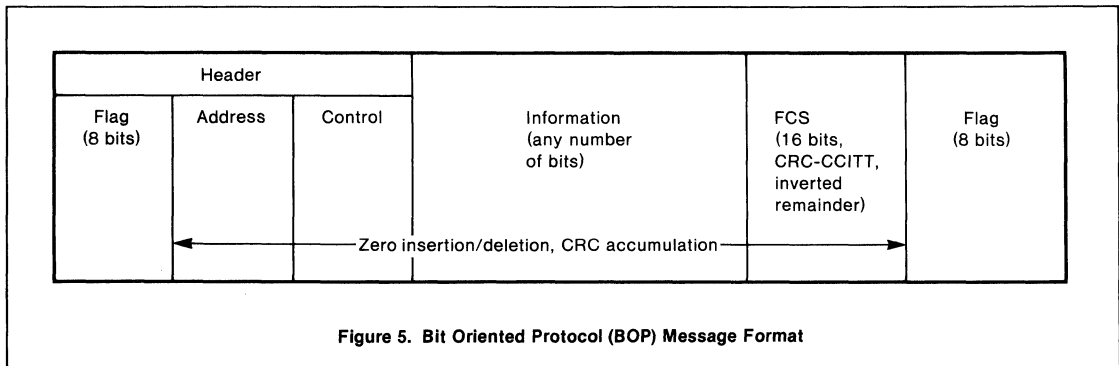 Header
Flag
(8 bits)
Address
Control
Information
(any number
of bits)
FCS
(16 bits,
CRC-CCITT,
inverted
remainder)
Flag
(8 bits)
Zero insertion/deletion, CRC accumulation
Figure 5. Bit Oriented Protocol (BOP) Message Format